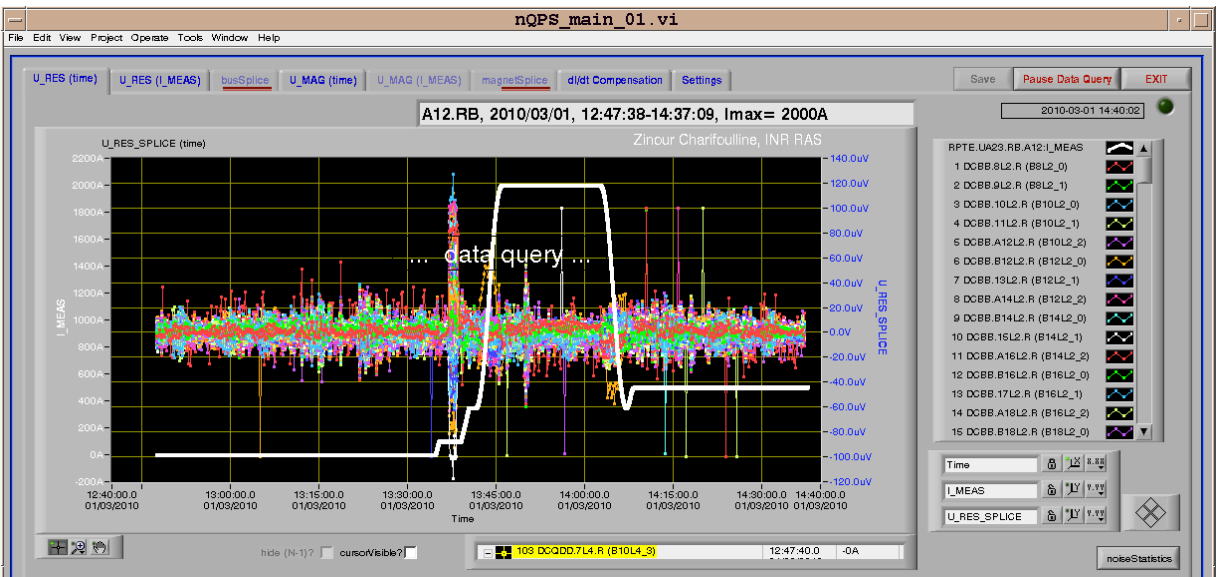 nQPS_main_01.vi
File Edit View Project Operate Tools Window Help
U_RES (time) U_RES (I_MEAS) busSplice U_MAG (time) U_MAG (I_MEAS) magnetSplice dI/dt Compensation Settings Save Pause Data Query EXIT
A12.RB, 2010/03/01, 12:47:38-14:37:09, Imax= 2000A
2010-03-01 14:40:02
U_RES_SPLICE (time)
Zinour Charifoulline, INR RAS
2200A
2000A
1800A
1600A
1400A
1200A
1000A
800A
600A
400A
200A
0A
-200A
I_MEAS
... data query ...
140.0uV
120.0uV
100.0uV
80.0uV
60.0uV
40.0uV
20.0uV
0.0V
-20.0uV
-40.0uV
-60.0uV
-80.0uV
-100.0uV
-120.0uV
U_RES_SPLICE
12:40:00.0 13:00:00.0 13:15:00.0 13:30:00.0 13:45:00.0 14:00:00.0 14:15:00.0 14:30:00.0 14:40:00.0
01/03/2010 01/03/2010 01/03/2010 01/03/2010 01/03/2010 01/03/2010 01/03/2010 01/03/2010 01/03/2010
Time
RPTE.UA23.RB.A12:I_MEAS
1 DCBB.8L2.R (B8L2_0)
2 DCBB.9L2.R (B8L2_1)
3 DCBB.10L2.R (B10L2_0)
4 DCBB.11L2.R (B10L2_1)
5 DCBB.A12L2.R (B10L2_2)
6 DCBB.B12L2.R (B12L2_0)
7 DCBB.13L2.R (B12L2_1)
8 DCBB.A14L2.R (B12L2_2)
9 DCBB.B14L2.R (B14L2_0)
10 DCBB.15L2.R (B14L2_1)
11 DCBB.A16L2.R (B14L2_2)
12 DCBB.B16L2.R (B16L2_0)
13 DCBB.17L2.R (B16L2_1)
14 DCBB.A18L2.R (B16L2_2)
15 DCBB.B18L2.R (B18L2_0)
Time
I_MEAS
U_RES_SPLICE
hide (N-1)? cursorVisible?
103 DCQDD.7L4.R (B10L4_3) 12:47:40.0 -0A
noiseStatistics